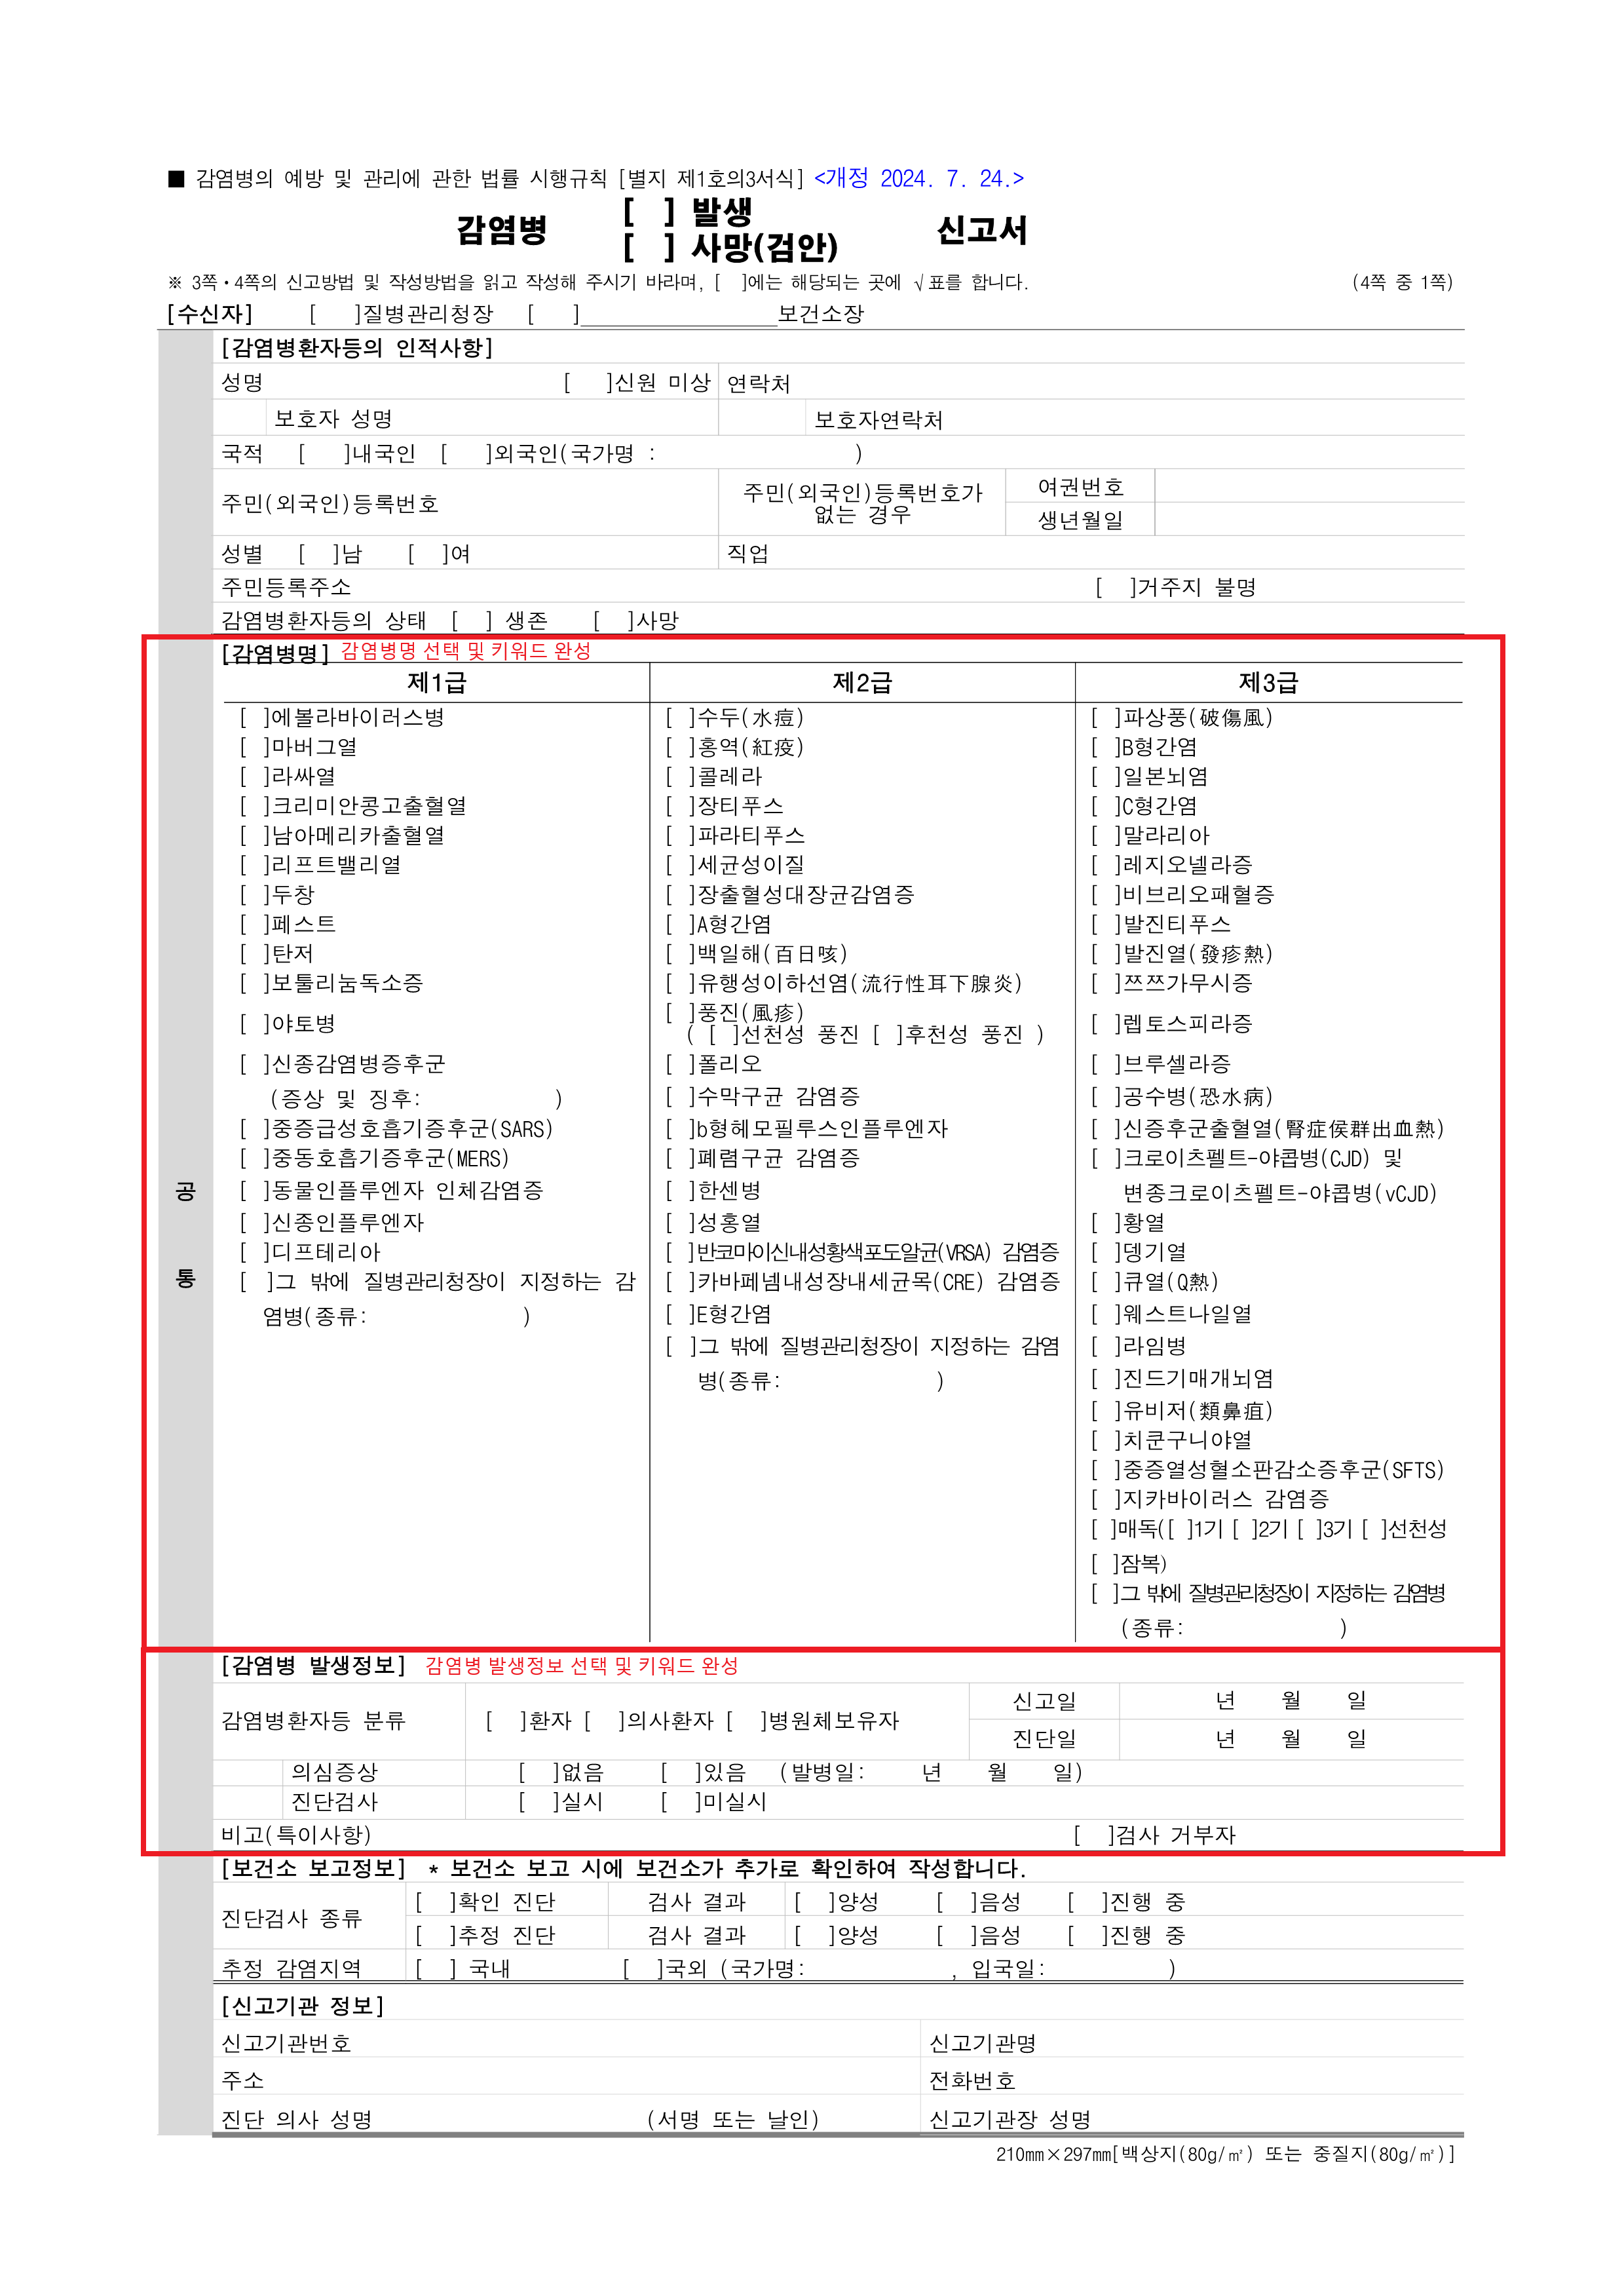 ■ 감염병의 예방 및 관리에 관한 법률 시행규칙 [별지 제1호의3서식] <개정 2024. 7. 24.>
감염병 [ ] 발생 신고서
[ ] 사망(검안)
※ 3쪽·4쪽의 신고방법 및 작성방법을 읽고 작성해 주시기 바라며, [ ]에는 해당되는 곳에 √표를 합니다. (4쪽 중 1쪽)
[수신자] [ ]질병관리청장 [ ]__________________보건소장
공통
[감염병환자등의 인적사항]
성명 [ ]신원 미상 연락처
보호자 성명 보호자연락처
국적 [ ]내국인 [ ]외국인(국가명 : )
주민(외국인)등록번호 주민(외국인)등록번호가 없는 경우 여권번호
생년월일
성별 [ ]남 [ ]여 직업
주민등록주소 [ ]거주지 불명
감염병환자등의 상태 [ ] 생존 [ ]사망
[감염병명] 감염병명 선택 및 키워드 완성
제1급
[ ]에볼라바이러스병
[ ]마버그열
[ ]라싸열
[ ]크리미안콩고출혈열
[ ]남아메리카출혈열
[ ]리프트밸리열
[ ]두창
[ ]페스트
[ ]탄저
[ ]보툴리눔독소증
[ ]야토병
[ ]신종감염병증후군
(증상 및 징후: )
[ ]중증급성호흡기증후군(SARS)
[ ]중동호흡기증후군(MERS)
[ ]동물인플루엔자 인체감염증
[ ]신종인플루엔자
[ ]디프테리아
[ ]그 밖에 질병관리청장이 지정하는 감
염병(종류: )
제2급
[ ]수두(水痘)
[ ]홍역(紅疫)
[ ]콜레라
[ ]장티푸스
[ ]파라티푸스
[ ]세균성이질
[ ]장출혈성대장균감염증
[ ]A형간염
[ ]백일해(百日咳)
[ ]유행성이하선염(流行性耳下腺炎)
[ ]풍진(風疹)
( [ ]선천성 풍진 [ ]후천성 풍진 )
[ ]폴리오
[ ]수막구균 감염증
[ ]b형헤모필루스인플루엔자
[ ]폐렴구균 감염증
[ ]한센병
[ ]성홍열
[ ]반코마이신내성황색포도알균(VRSA) 감염증
[ ]카바페넴내성장내세균목(CRE) 감염증
[ ]E형간염
[ ]그 밖에 질병관리청장이 지정하는 감염
병(종류: )
제3급
[ ]파상풍(破傷風)
[ ]B형간염
[ ]일본뇌염
[ ]C형간염
[ ]말라리아
[ ]레지오넬라증
[ ]비브리오패혈증
[ ]발진티푸스
[ ]발진열(發疹熱)
[ ]쯔쯔가무시증
[ ]렙토스피라증
[ ]브루셀라증
[ ]공수병(恐水病)
[ ]신증후군출혈열(腎症侯群出血熱)
[ ]크로이츠펠트-야콥병(CJD) 및
변종크로이츠펠트-야콥병(vCJD)
[ ]황열
[ ]뎅기열
[ ]큐열(Q熱)
[ ]웨스트나일열
[ ]라임병
[ ]진드기매개뇌염
[ ]유비저(類鼻疽)
[ ]치쿤구니야열
[ ]중증열성혈소판감소증후군(SFTS)
[ ]지카바이러스 감염증
[ ]매독([ ]1기 [ ]2기 [ ]3기 [ ]선천성
[ ]잠복)
[ ]그 밖에 질병관리청장이 지정하는 감염병
(종류: )
[감염병 발생정보] 감염병 발생정보 선택 및 키워드 완성
감염병환자등 분류 [ ]환자 [ ]의사환자 [ ]병원체보유자 신고일 년 월 일
진단일 년 월 일
의심증상 [ ]없음 [ ]있음 (발병일: 년 월 일)
진단검사 [ ]실시 [ ]미실시
비고(특이사항) [ ]검사 거부자
[보건소 보고정보] * 보건소 보고 시에 보건소가 추가로 확인하여 작성합니다.
진단검사 종류 [ ]확인 진단 검사 결과 [ ]양성 [ ]음성 [ ]진행 중
[ ]추정 진단 검사 결과 [ ]양성 [ ]음성 [ ]진행 중
추정 감염지역 [ ] 국내 [ ]국외 (국가명: , 입국일: )
[신고기관 정보]
신고기관번호 신고기관명
주소 전화번호
진단 의사 성명 (서명 또는 날인) 신고기관장 성명
210mm×297mm[백상지(80g/㎡) 또는 중질지(80g/㎡)]